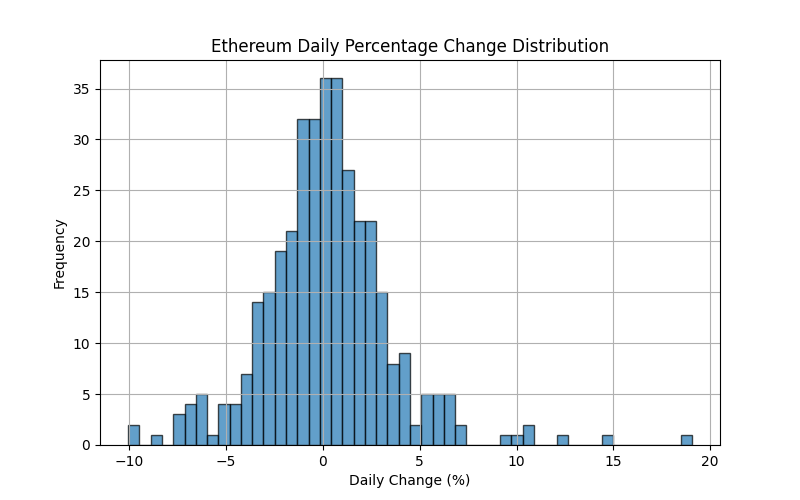 Ethereum Daily Percentage Change Distribution
35
30
25
20
15
10
5
0
Frequency
−10 −5 0 5 10 15 20
Daily Change (%)